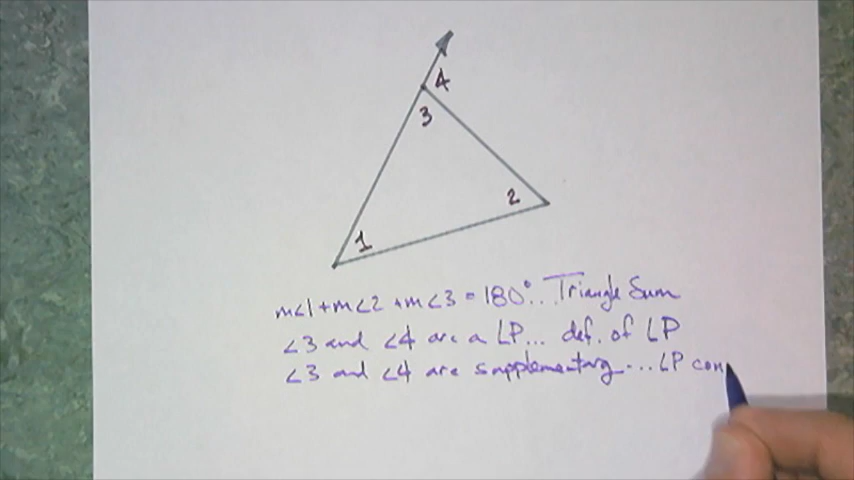 4
3
2
1
m∠1+m∠2+m∠3=180°... Triangle Sum
∠3 and ∠4 are a LP... def. of LP
∠3 and ∠4 are supplementary... LP con